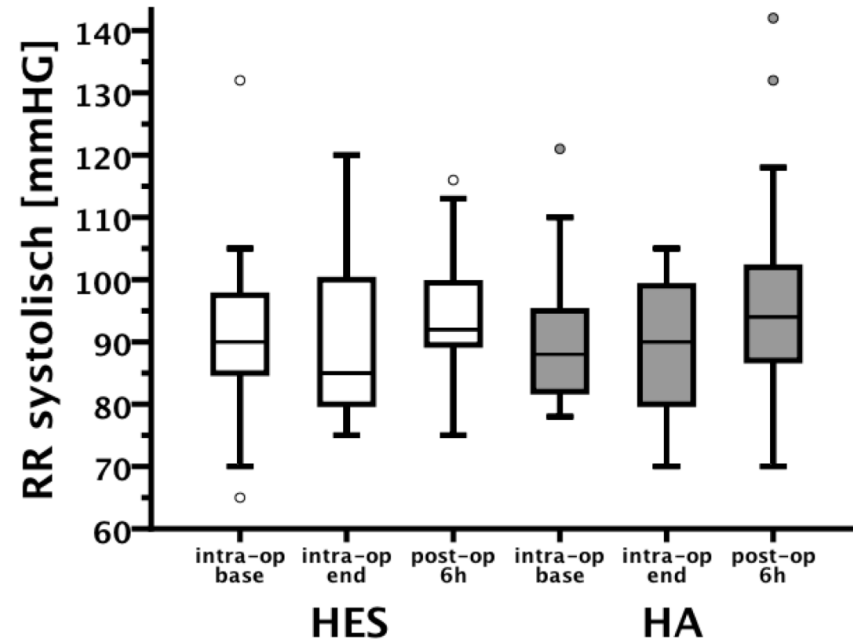 RR systolisch [mmHG]
140
130
120
110
100
90
80
70
60
intra-op base
intra-op end
post-op 6h
intra-op base
intra-op end
post-op 6h
HES
HA